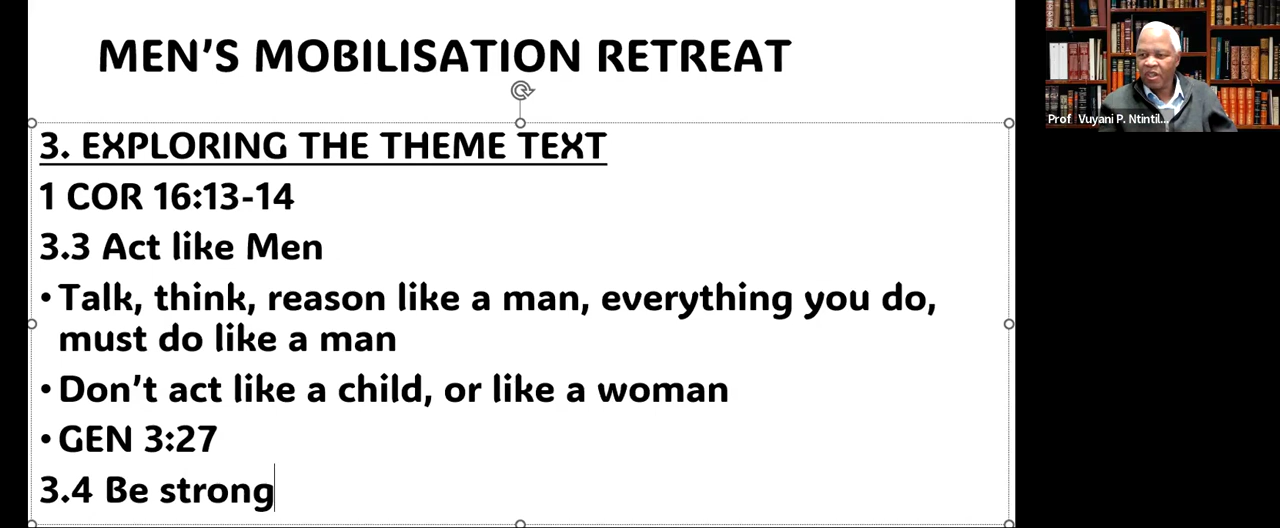 MEN'S MOBILISATION RETREAT
3. EXPLORING THE THEME TEXT
1 COR 16:13-14
3.3 Act like Men
• Talk, think, reason like a man, everything you do,
must do like a man
• Don't act like a child, or like a woman
• GEN 3:27
3.4 Be strong
Prof Vuyani P. Ntintil...